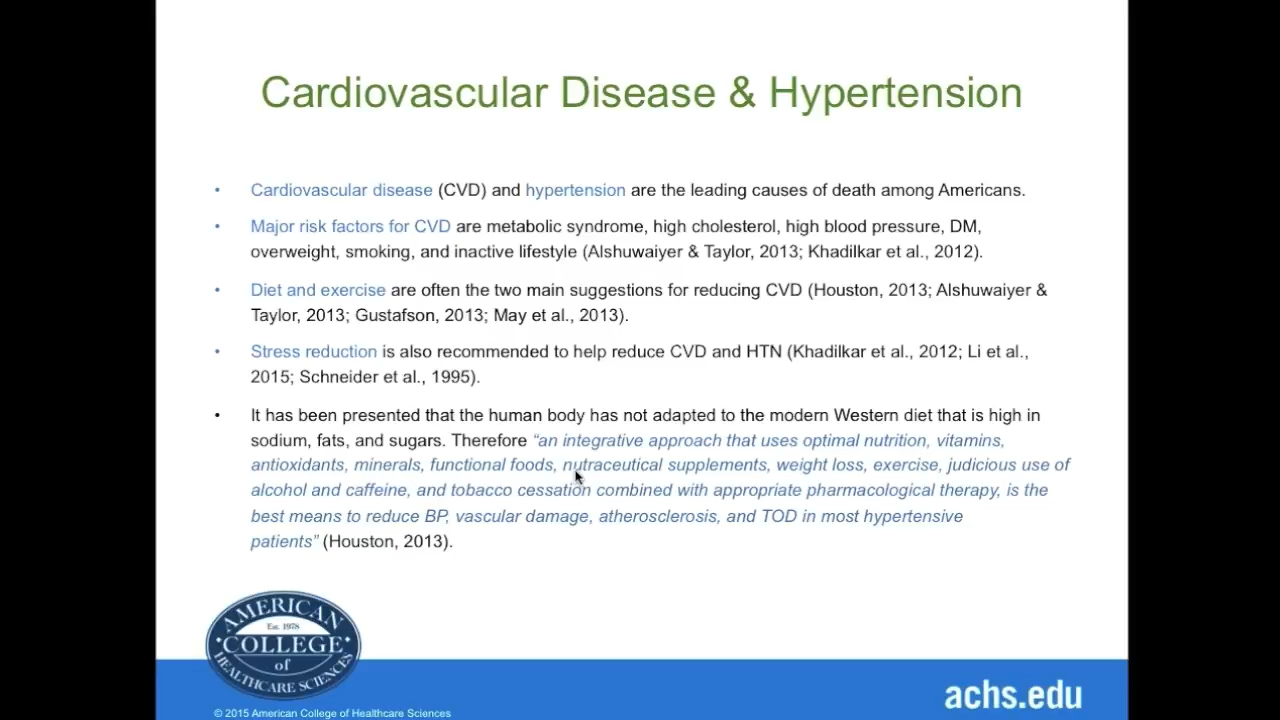 Cardiovascular Disease & Hypertension
• Cardiovascular disease (CVD) and hypertension are the leading causes of death among Americans.
• Major risk factors for CVD are metabolic syndrome, high cholesterol, high blood pressure, DM,
overweight, smoking, and inactive lifestyle (Alshuwaiyer & Taylor, 2013; Khadilkar et al., 2012).
• Diet and exercise are often the two main suggestions for reducing CVD (Houston, 2013; Alshuwaiyer &
Taylor, 2013; Gustafson, 2013; May et al., 2013).
• Stress reduction is also recommended to help reduce CVD and HTN (Khadilkar et al., 2012; Li et al.,
2015; Schneider et al., 1995).
• It has been presented that the human body has not adapted to the modern Western diet that is high in
sodium, fats, and sugars. Therefore “an integrative approach that uses optimal nutrition, vitamins,
antioxidants, minerals, functional foods, nutraceutical supplements, weight loss, exercise, judicious use of
alcohol and caffeine, and tobacco cessation combined with appropriate pharmacological therapy, is the
best means to reduce BP, vascular damage, atherosclerosis, and TOD in most hypertensive
patients” (Houston, 2013).
AMERICAN
Est. 1978
COLLEGE
of
HEALTHCARE SCIENCES
achs.edu
© 2015 American College of Healthcare Sciences